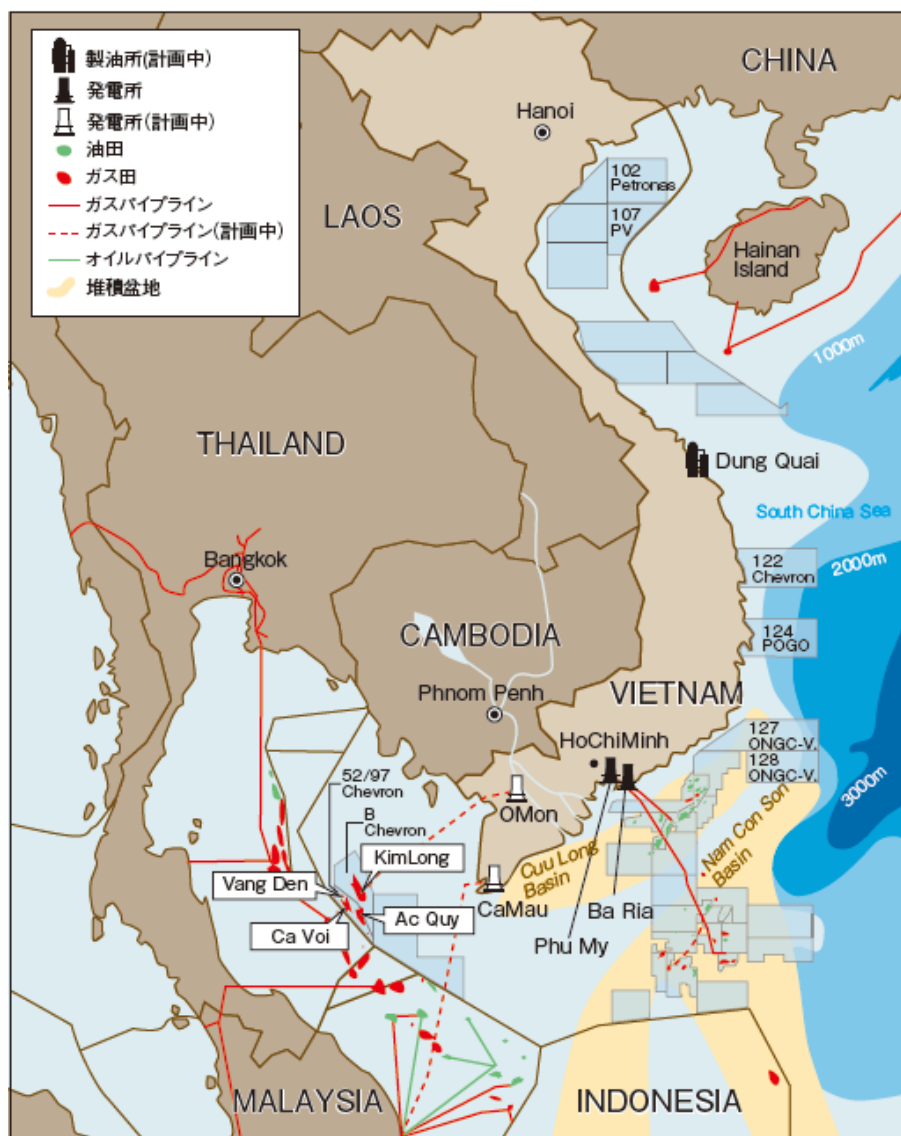 製油所(計画中)
発電所
発電所(計画中)
油田
ガス田
ガスパイプライン
ガスパイプライン(計画中)
オイルパイプライン
堆積盆地
CHINA
Hanoi
102
Petronas
107
PV
LAOS
Hainan
Island
1000m
THAILAND
Dung Quai
South China Sea
2000m
Bangkok
122
Chevron
CAMBODIA
124
POGO
Phnom Penh
VIETNAM
HoChiMinh
127
ONGC-V.
128
ONGC-V.
3000m
52/97
Chevron
B
Chevron
OMon
KimLong
Cuu Long
Basin
Nam Con Son
Basin
Vang Den
CaMau
Ba Ria
Ca Voi
Ac Quy
Phu My
MALAYSIA
INDONESIA